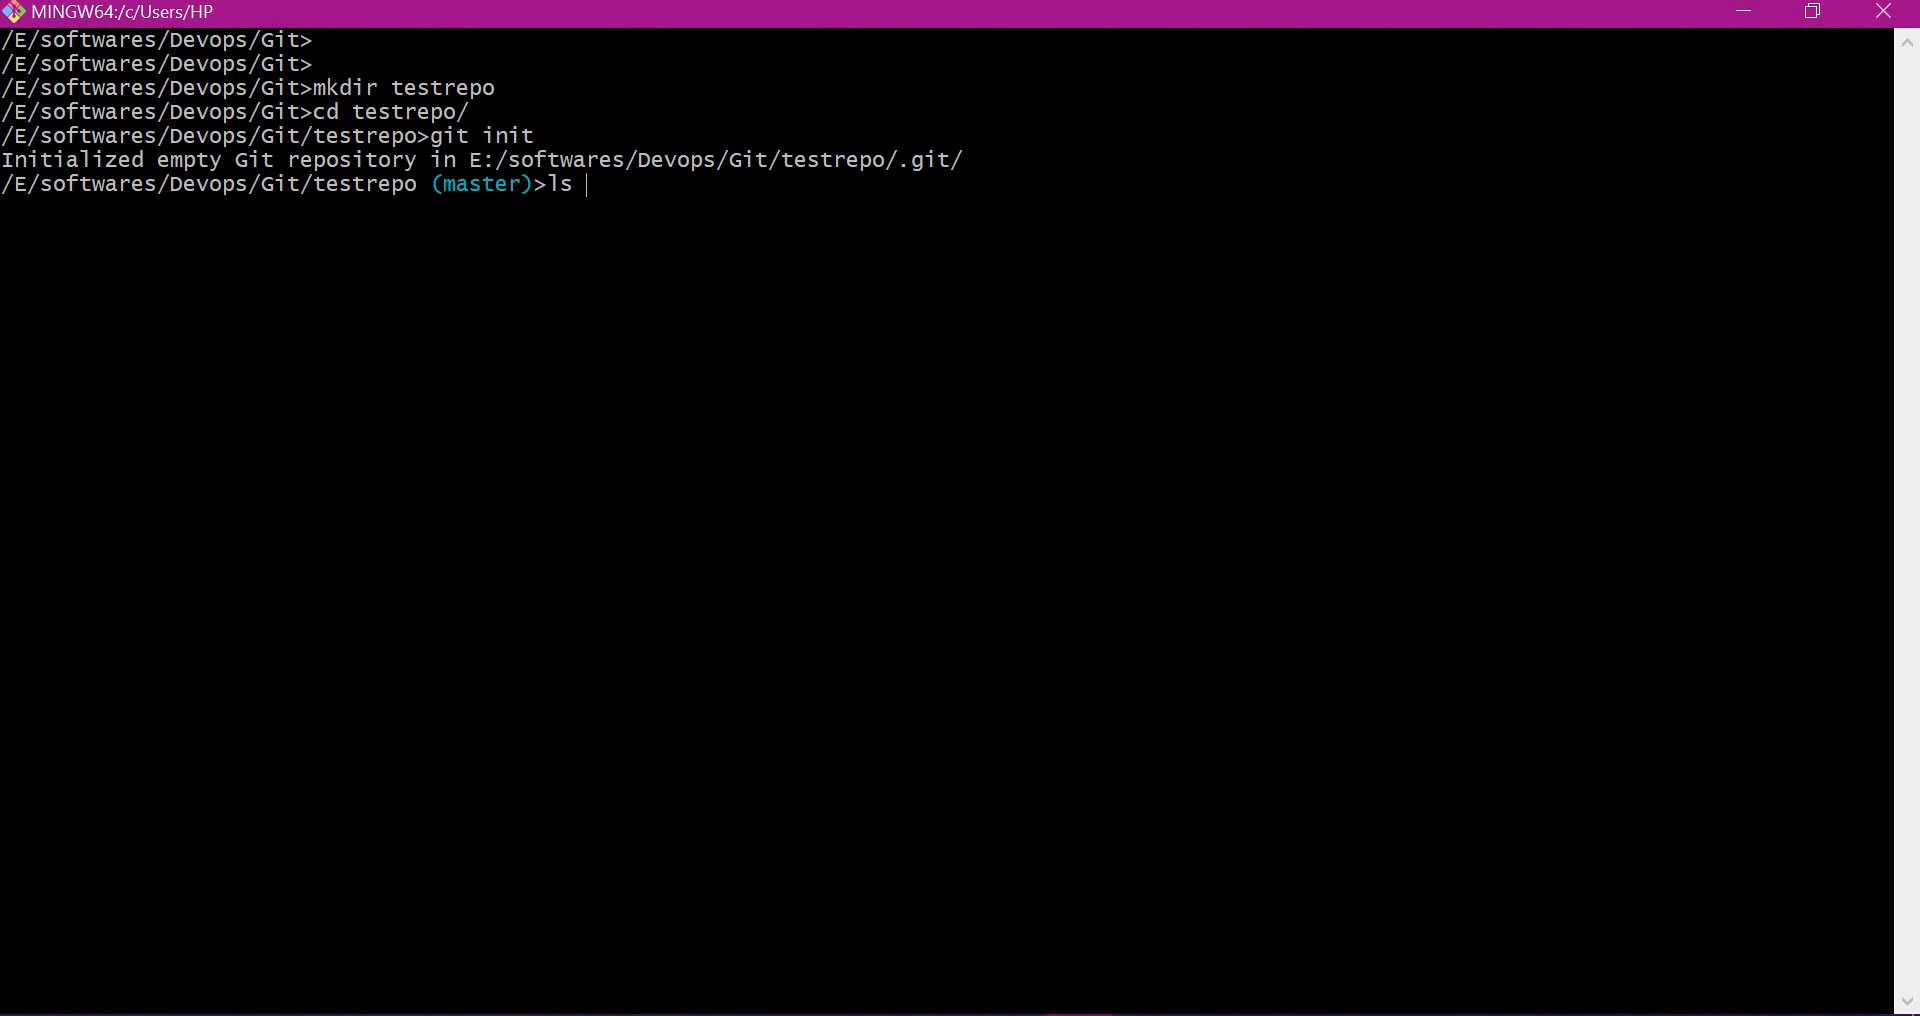 MINGW64:/c/Users/HP
/E/softwares/Devops/Git>
/E/softwares/Devops/Git>
/E/softwares/Devops/Git>mkdir testrepo
/E/softwares/Devops/Git>cd testrepo/
/E/softwares/Devops/Git/testrepo>git init
Initialized empty Git repository in E:/softwares/Devops/Git/testrepo/.git/
/E/softwares/Devops/Git/testrepo (master)>ls